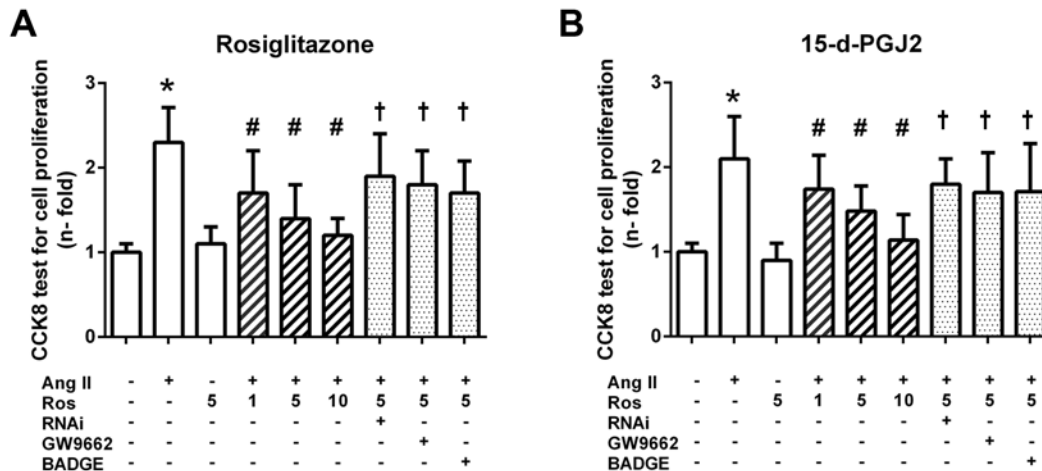 A
Rosiglitazone
CCK8 test for cell proliferation
(n- fold)
3
2
1
0
*
#
#
#
†
†
†
Ang II - + - + + + + + +
Ros - - 5 1 5 10 5 5 5
RNAi - - - - - - + - -
GW9662 - - - - - - - + -
BADGE - - - - - - - - +
B
15-d-PGJ2
CCK8 test for cell proliferation
(n- fold)
3
2
1
0
*
#
#
#
†
†
†
Ang II - + - + + + + + +
Ros - - 5 1 5 10 5 5 5
RNAi - - - - - - + - -
GW9662 - - - - - - - + -
BADGE - - - - - - - - +